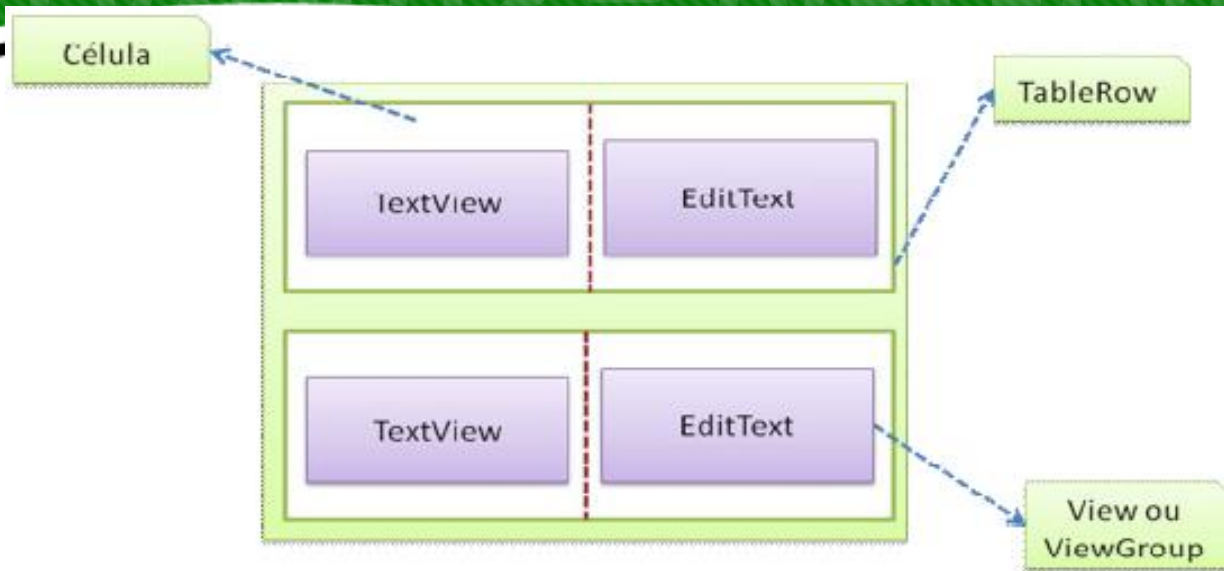 Célula
TableRow
TextView
EditText
TextView
EditText
View ou
ViewGroup